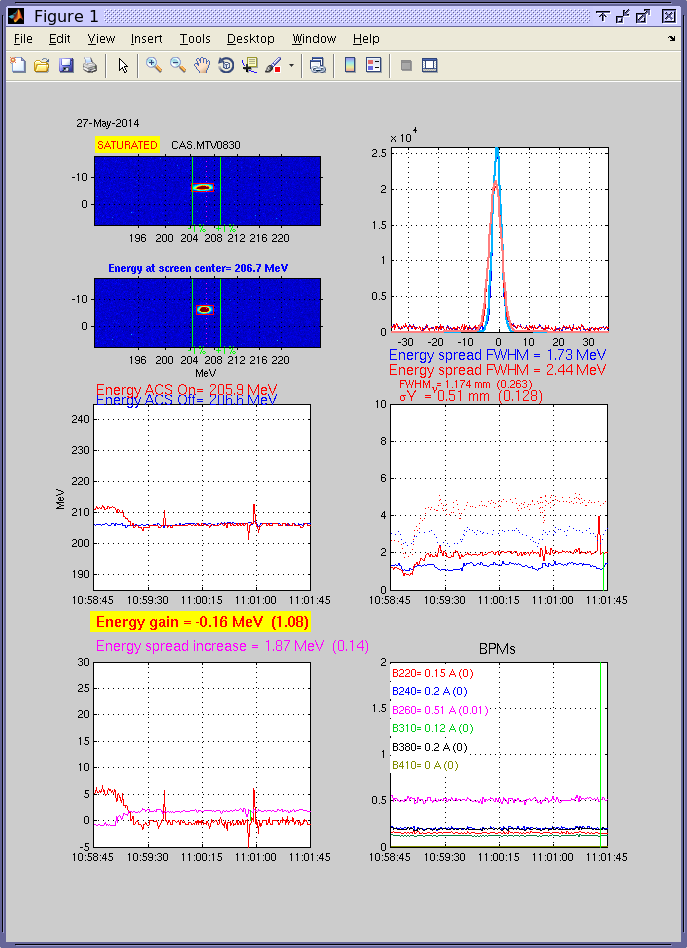 Figure 1
File Edit View Insert Tools Desktop Window Help
27-May-2014
SATURATED CAS.MTV0830
-10
0
196 200 204 208 212 216 220
Energy at screen center= 206.7 MeV
-10
0
196 200 204 208 212 216 220
MeV
x 10^4
2.5
2
1.5
1
0.5
0
-30 -20 -10 0 10 20 30
Energy spread FWHM = 1.73 MeV
Energy spread FWHM = 2.44 MeV
Energy ACS On= 205.9 MeV
Energy ACS Off= 206.6 MeV
240
230
220
210
200
190
MeV
10:58:45 10:59:30 11:00:15 11:01:00 11:01:45
FWHM = 1.174 mm (0.263)
σY = 0.51 mm (0.128)
10
8
6
4
2
0
10:58:45 10:59:30 11:00:15 11:01:00 11:01:45
Energy gain = -0.16 MeV (1.08)
Energy spread increase = 1.87 MeV (0.14)
30
25
20
15
10
5
0
-5
10:58:45 10:59:30 11:00:15 11:01:00 11:01:45
BPMs
2
1.5
1
0.5
0
B220= 0.15 A (0)
B240= 0.2 A (0)
B260= 0.51 A (0.01)
B310= 0.12 A (0)
B380= 0.2 A (0)
B410= 0 A (0)
10:58:45 10:59:30 11:00:15 11:01:00 11:01:45